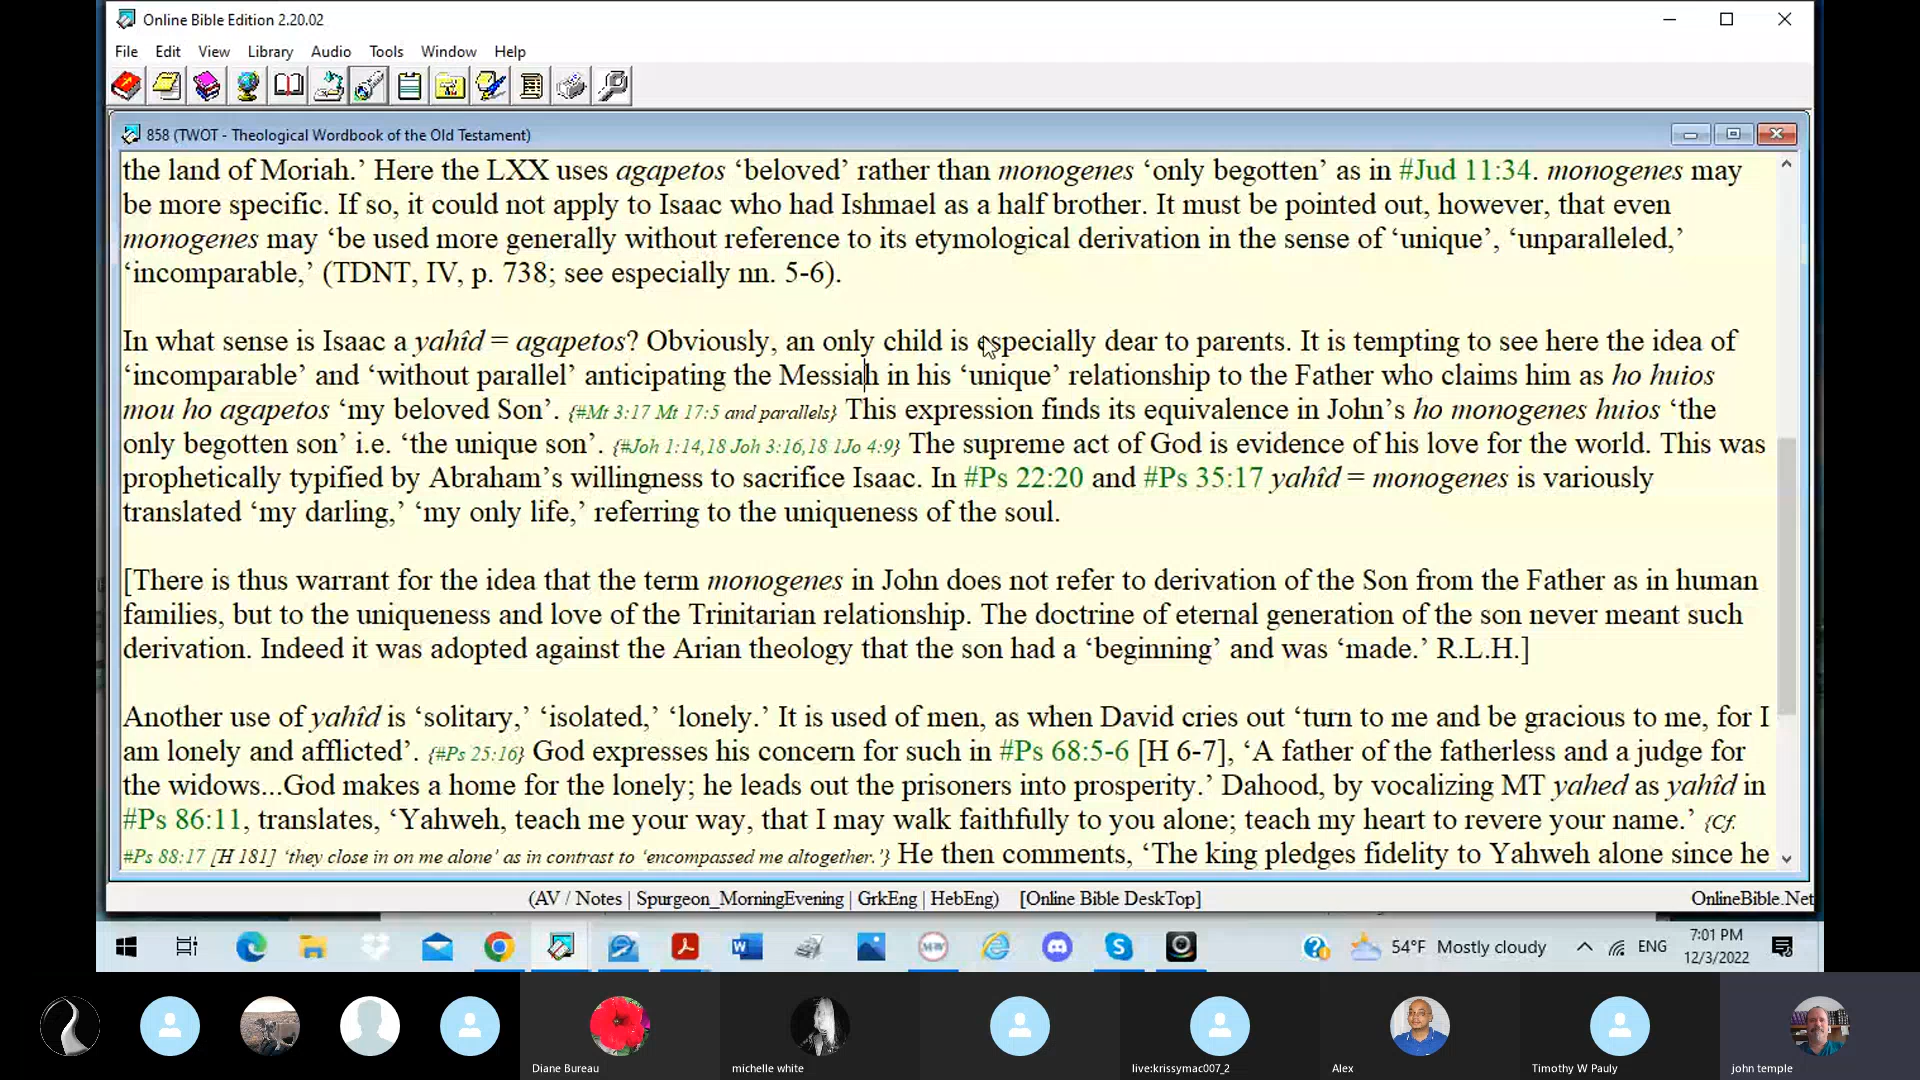 Online Bible Edition 2.20.02
File Edit View Library Audio Tools Window Help
858 (TWOT - Theological Wordbook of the Old Testament)
the land of Moriah.’ Here the LXX uses agapetos ‘beloved’ rather than monogenes ‘only begotten’ as in #Jud 11:34. monogenes may
be more specific. If so, it could not apply to Isaac who had Ishmael as a half brother. It must be pointed out, however, that even
monogenes may ‘be used more generally without reference to its etymological derivation in the sense of ‘unique’, ‘unparalleled,’
‘incomparable,’ (TDNT, IV, p. 738; see especially nn. 5-6).
In what sense is Isaac a yahîd = agapetos? Obviously, an only child is especially dear to parents. It is tempting to see here the idea of
‘incomparable’ and ‘without parallel’ anticipating the Messiah in his ‘unique’ relationship to the Father who claims him as ho huios
mou ho agapetos ‘my beloved Son’. {#Mt 3:17 Mt 17:5 and parallels} This expression finds its equivalence in John’s ho monogenes huios ‘the
only begotten son’ i.e. ‘the unique son’. {#Joh 1:14,18 Joh 3:16,18 1Jo 4:9} The supreme act of God is evidence of his love for the world. This was
prophetically typified by Abraham’s willingness to sacrifice Isaac. In #Ps 22:20 and #Ps 35:17 yahîd = monogenes is variously
translated ‘my darling,’ ‘my only life,’ referring to the uniqueness of the soul.
[There is thus warrant for the idea that the term monogenes in John does not refer to derivation of the Son from the Father as in human
families, but to the uniqueness and love of the Trinitarian relationship. The doctrine of eternal generation of the son never meant such
derivation. Indeed it was adopted against the Arian theology that the son had a ‘beginning’ and was ‘made.’ R.L.H.]
Another use of yahîd is ‘solitary,’ ‘isolated,’ ‘lonely.’ It is used of men, as when David cries out ‘turn to me and be gracious to me, for I
am lonely and afflicted’. {#Ps 25:16} God expresses his concern for such in #Ps 68:5-6 [H 6-7], ‘A father of the fatherless and a judge for
the widows...God makes a home for the lonely; he leads out the prisoners into prosperity.’ Dahood, by vocalizing MT yahed as yahîd in
#Ps 86:11, translates, ‘Yahweh, teach me your way, that I may walk faithfully to you alone; teach my heart to revere your name.’ {Cf.
#Ps 88:17 [H 181] ‘they close in on me alone’ as in contrast to ‘encompassed me altogether.’} He then comments, ‘The king pledges fidelity to Yahweh alone since he
(AV / Notes | Spurgeon_MorningEvening | GrkEng | HebEng) [Online Bible DeskTop] OnlineBible.Net
54°F Mostly cloudy ENG 7:01 PM
12/3/2022
Diane Bureau michelle white live:krissymac007_2 Alex Timothy W Pauly john temple